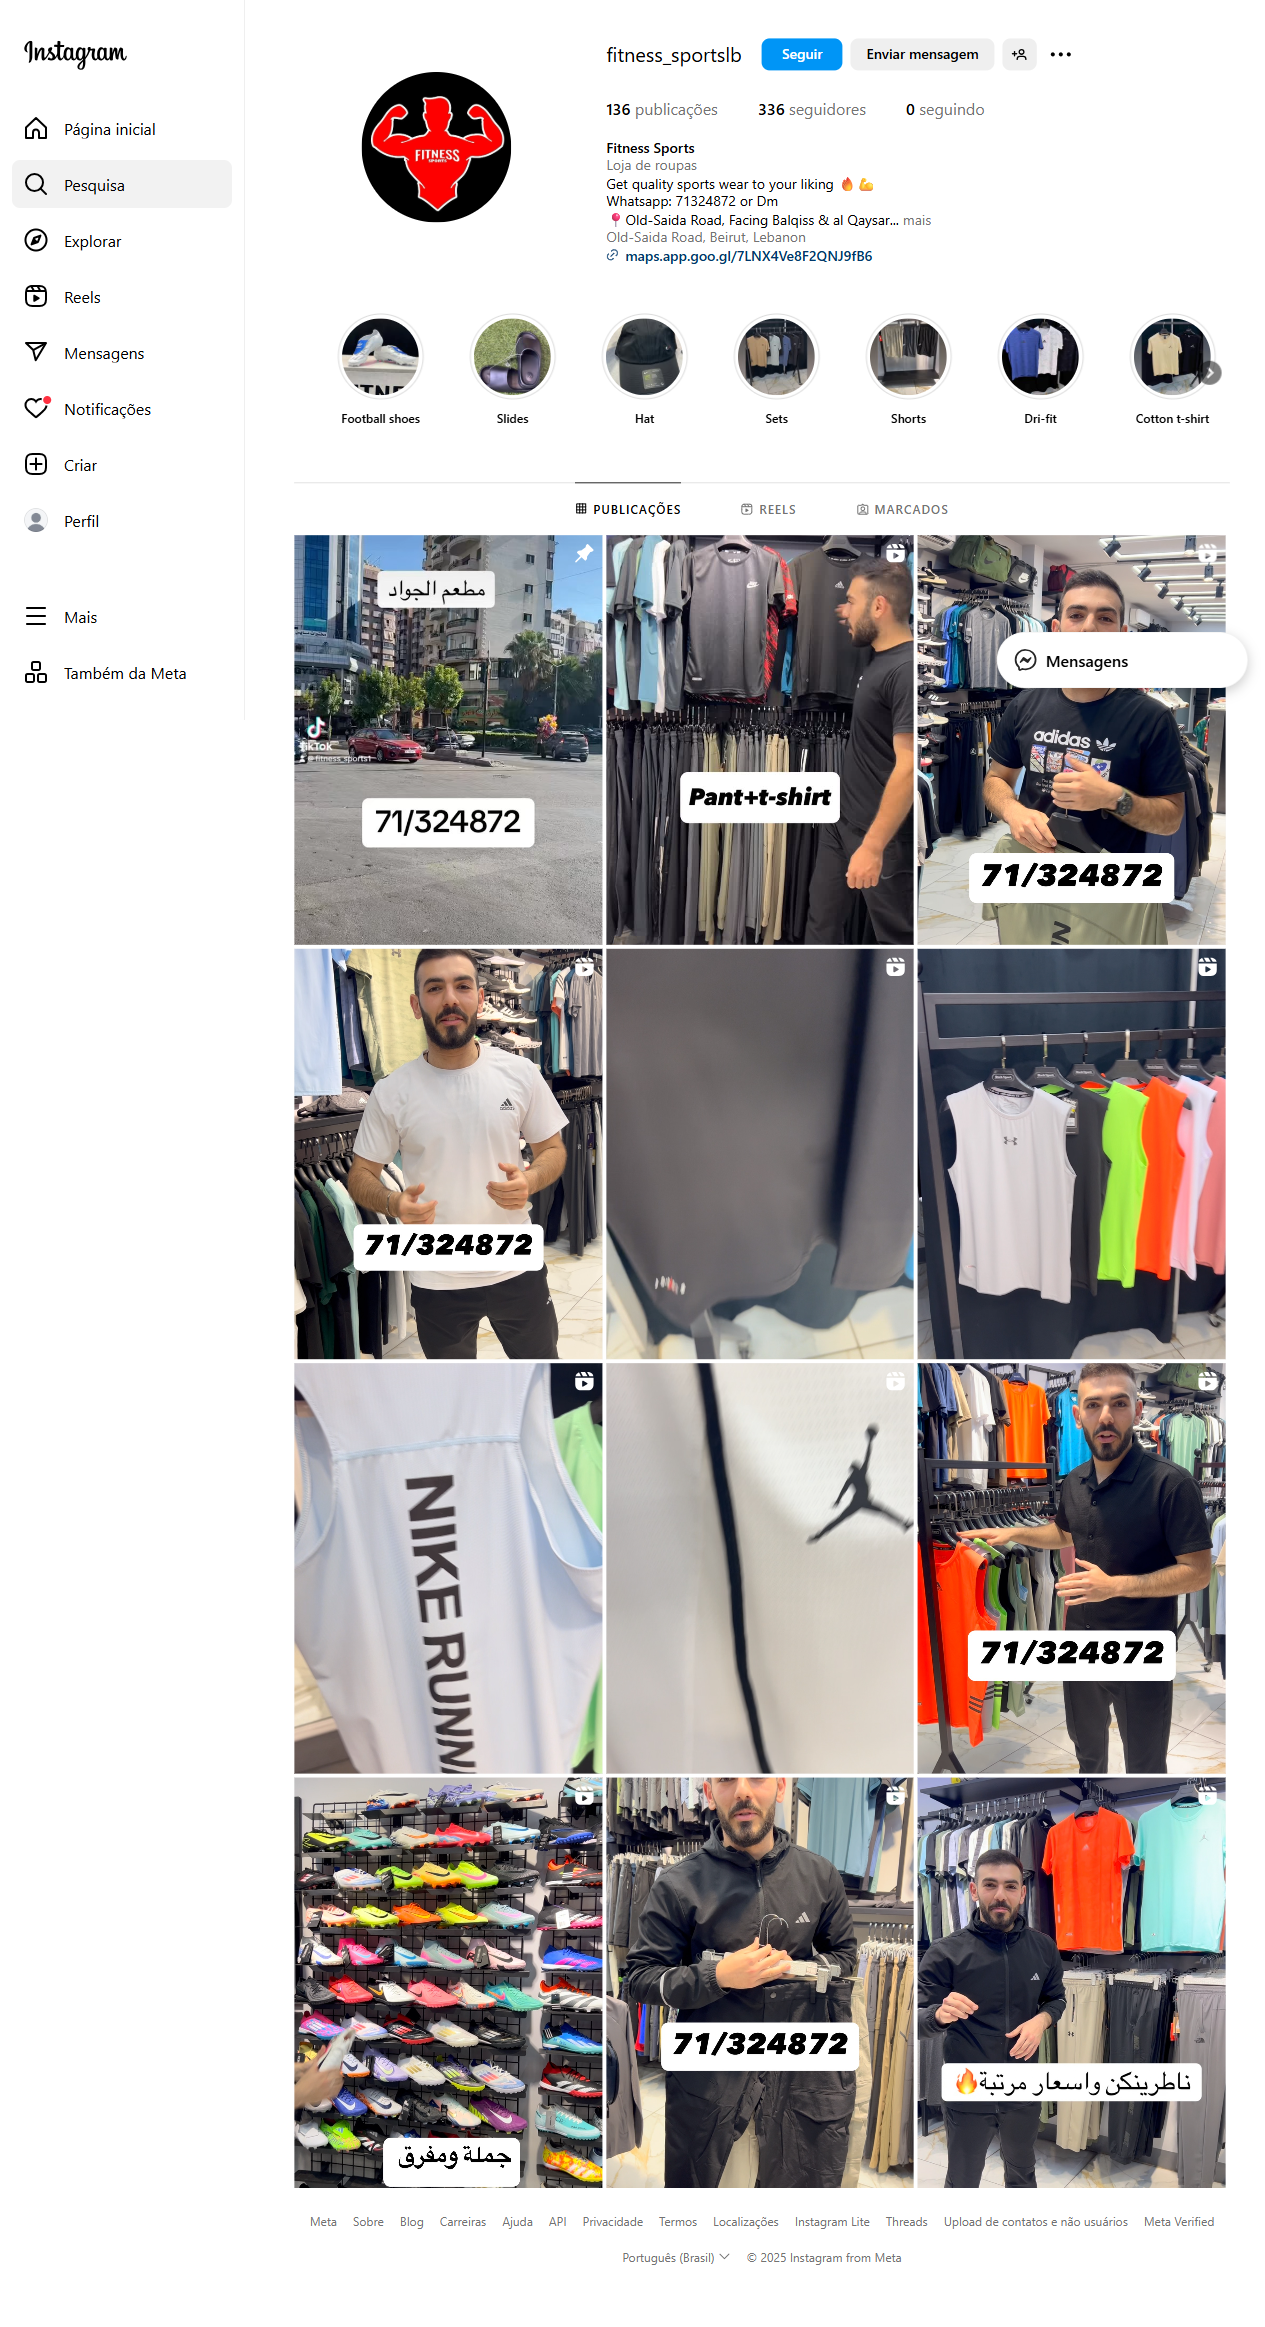 Instagram
fitness_sportslb
Seguir
Enviar mensagem
Página inicial
Pesquisa
Explorar
Reels
Mensagens
Notificações
Criar
Perfil
Mais
Também da Meta
136 publicações
336 seguidores
0 seguindo
FITNESS
SPORTS
Fitness Sports
Loja de roupas
Get quality sports wear to your liking 🔥 💪
Whatsapp: 71324872 or Dm
📍Old-Saida Road, Facing Balqiss & al Qaysar... mais
Old-Saida Road, Beirut, Lebanon
maps.app.goo.gl/7LNX4Ve8F2QNJ9fB6
Football shoes
Slides
Hat
Sets
Shorts
Dri-fit
Cotton t-shirt
PUBLICAÇÕES
REELS
MARCADOS
مطعم الجواد
TikTok
@fitness_sports1
71/324872
Pant+t-shirt
Mensagens
adidas
71/324872
adidas
71/324872
NIKE RUNN
71/324872
جملة ومفرق
71/324872
ناطرينكن واسعار مرتبة🔥
Meta
Sobre
Blog
Carreiras
Ajuda
API
Privacidade
Termos
Localizações
Instagram Lite
Threads
Upload de contatos e não usuários
Meta Verified
Português (Brasil)
© 2025 Instagram from Meta